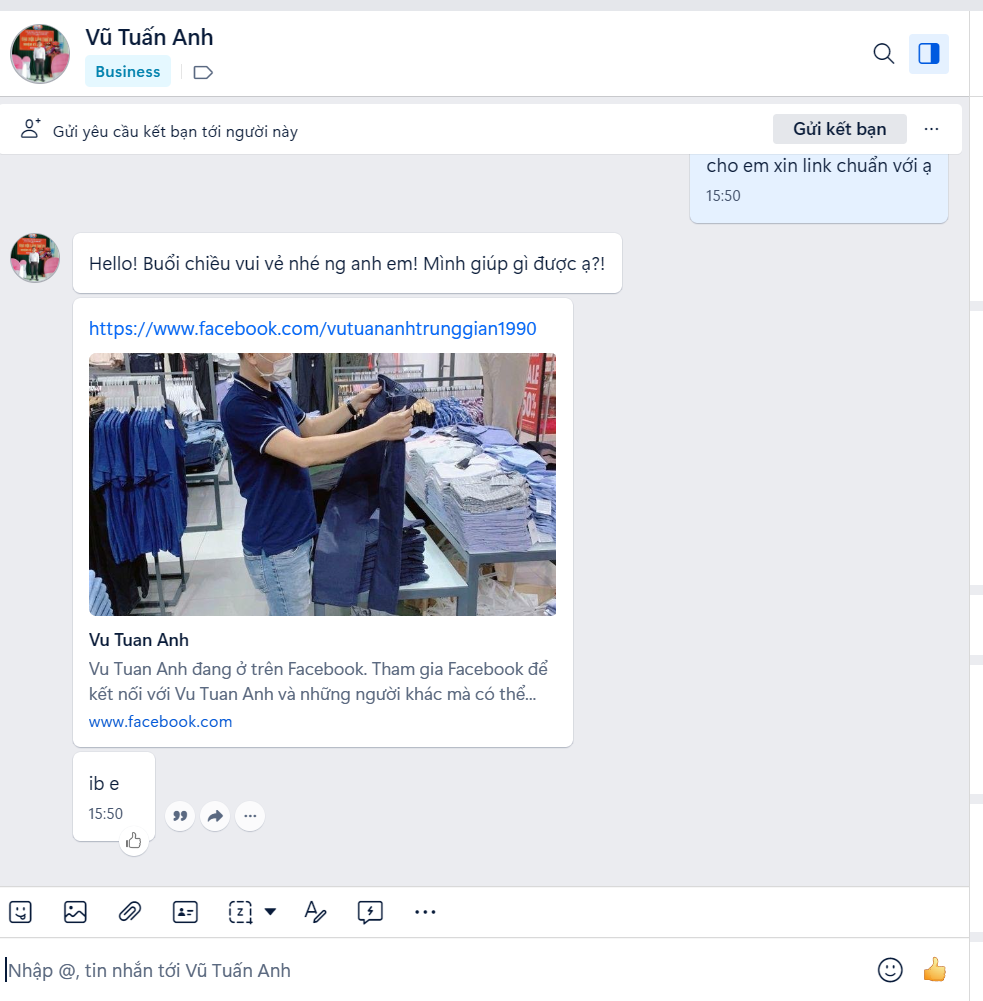 Vũ Tuấn Anh
Business
Gửi yêu cầu kết bạn tới người này
Gửi kết bạn
cho em xin link chuẩn với ạ
15:50
Hello! Buổi chiều vui vẻ nhé ng anh em! Mình giúp gì được ạ?!
https://www.facebook.com/vutuananhtrunggian1990
SALE
50%
Vu Tuan Anh
Vu Tuan Anh đang ở trên Facebook. Tham gia Facebook để
kết nối với Vu Tuan Anh và những người khác mà có thể...
www.facebook.com
ib e
15:50
Nhập @, tin nhắn tới Vũ Tuấn Anh